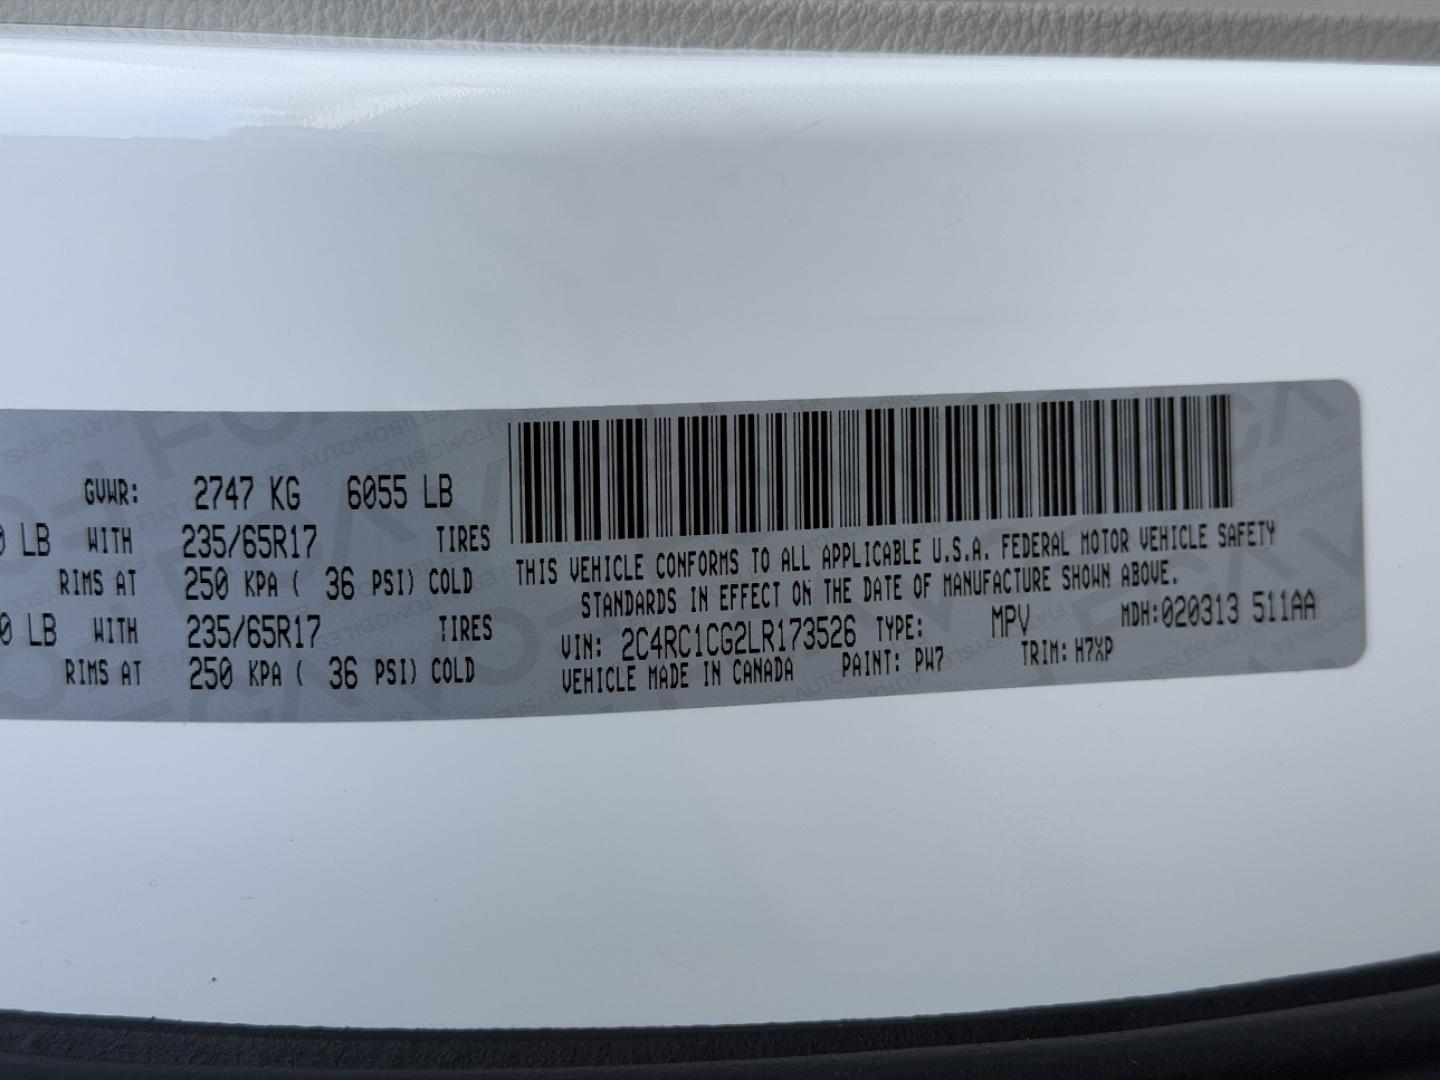 GVWR: 2747 KG 6055 LB
0 LB WITH 235/65R17 TIRES
RIMS AT 250 KPA ( 36 PSI) COLD
0 LB WITH 235/65R17 TIRES
RIMS AT 250 KPA ( 36 PSI) COLD
THIS VEHICLE CONFORMS TO ALL APPLICABLE U.S.A. FEDERAL MOTOR VEHICLE SAFETY
STANDARDS IN EFFECT ON THE DATE OF MANUFACTURE SHOWN ABOVE.
VIN: 2C4RC1CG2LR173526 TYPE: MPV MDH:020313 511AA
VEHICLE MADE IN CANADA PAINT: PW7 TRIM: H7XP